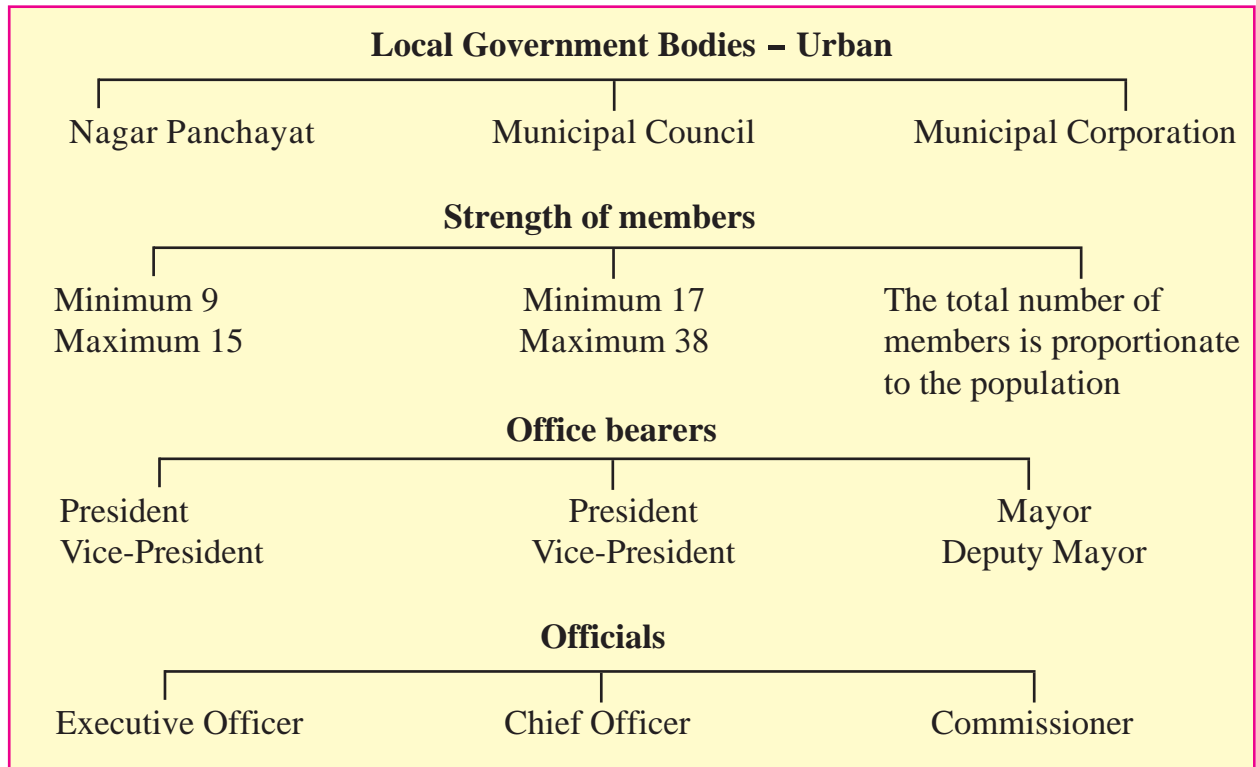 Local Government Bodies – Urban
Nagar Panchayat Municipal Council Municipal Corporation
Strength of members
Minimum 9 Minimum 17 The total number of
Maximum 15 Maximum 38 members is proportionate
to the population
Office bearers
President President Mayor
Vice-President Vice-President Deputy Mayor
Officials
Executive Officer Chief Officer Commissioner